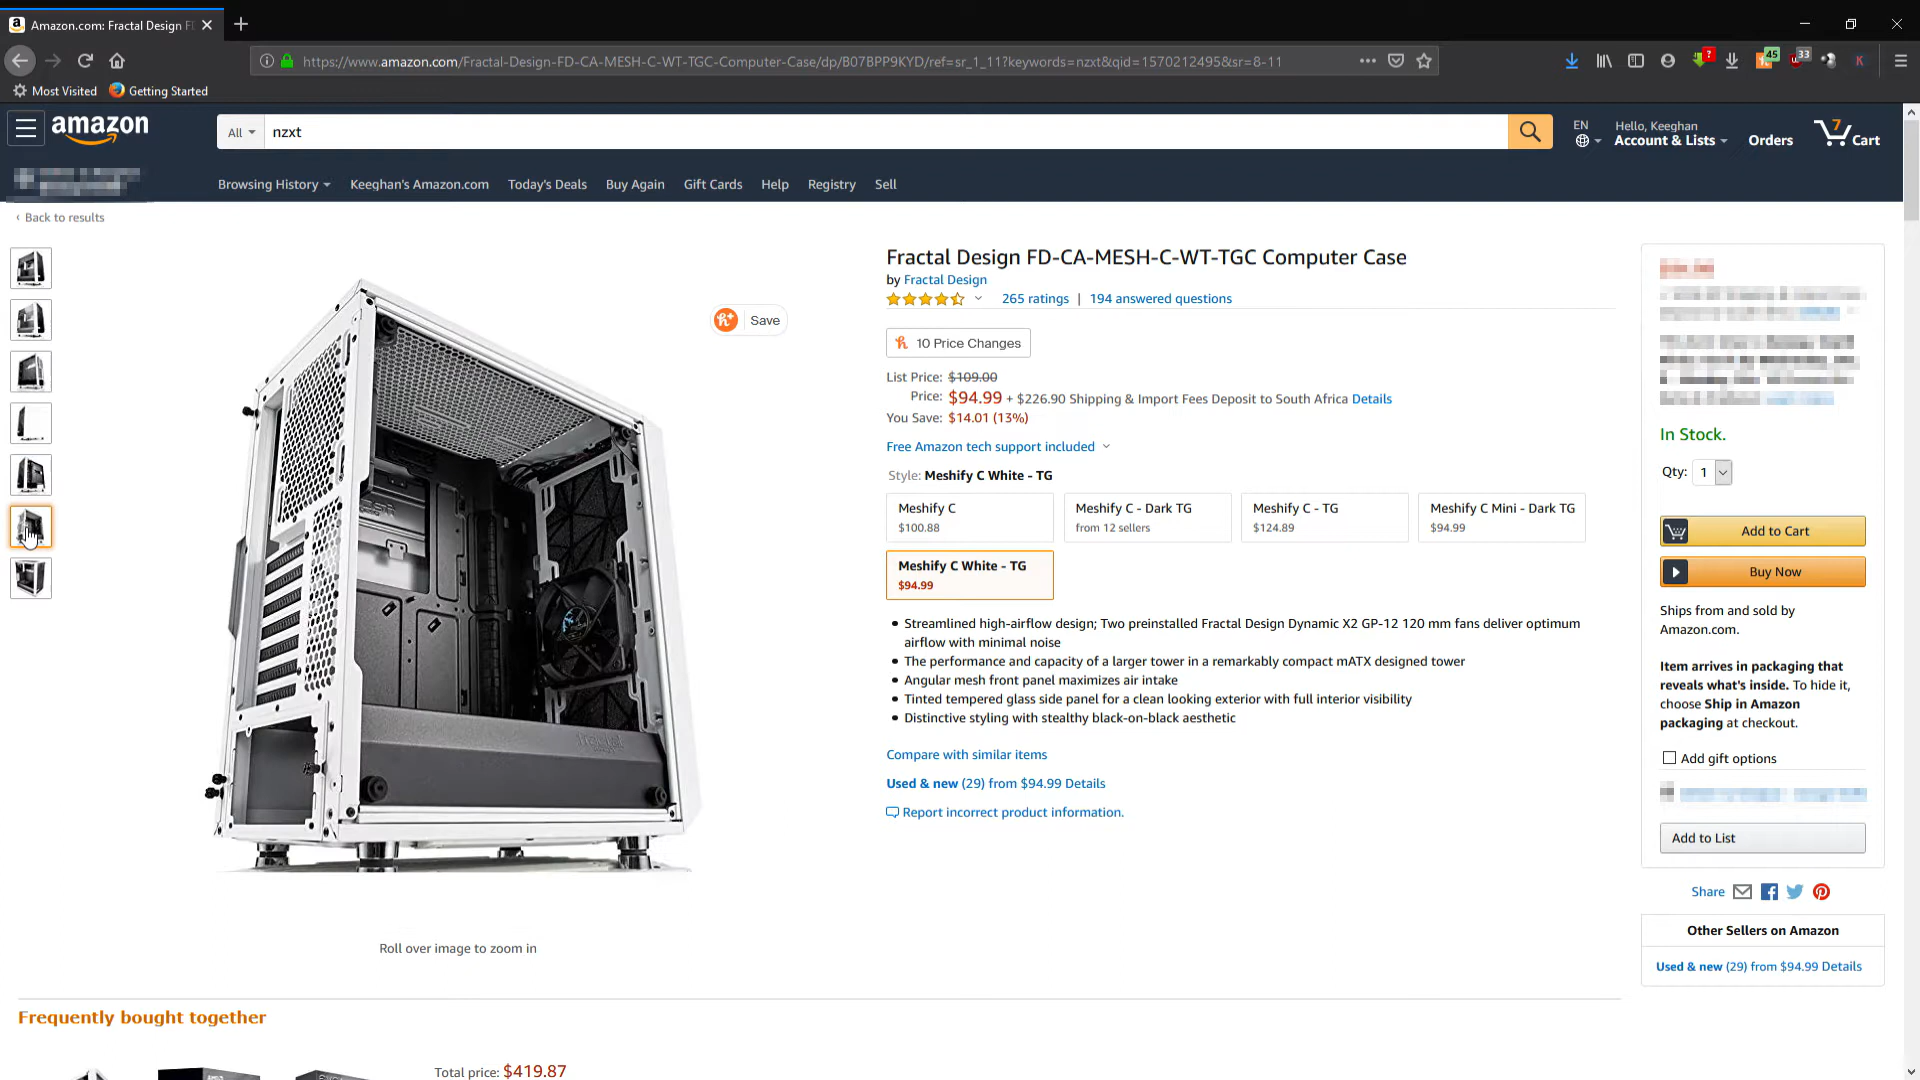 Amazon.com: Fractal Design F
https://www.amazon.com/Fractal-Design-FD-CA-MESH-C-WT-TGC-Computer-Case/dp/B07BPP9KYD/ref=sr_1_11?keywords=nzxt&qid=1570212495&sr=8-11
? 45 33 K
Most Visited Getting Started
amazon All nzxt EN Hello, Keeghan Account & Lists Orders 7 Cart
Browsing History Keeghan's Amazon.com Today's Deals Buy Again Gift Cards Help Registry Sell
‹ Back to results
Save
Fractal Design FD-CA-MESH-C-WT-TGC Computer Case
by Fractal Design
265 ratings | 194 answered questions
10 Price Changes
List Price: $109.00
Price: $94.99 + $226.90 Shipping & Import Fees Deposit to South Africa Details
You Save: $14.01 (13%)
Free Amazon tech support included
Style: Meshify C White - TG
Meshify C
$100.88
Meshify C - Dark TG
from 12 sellers
Meshify C - TG
$124.89
Meshify C Mini - Dark TG
$94.99
Meshify C White - TG
$94.99
• Streamlined high-airflow design; Two preinstalled Fractal Design Dynamic X2 GP-12 120 mm fans deliver optimum
airflow with minimal noise
• The performance and capacity of a larger tower in a remarkably compact mATX designed tower
• Angular mesh front panel maximizes air intake
• Tinted tempered glass side panel for a clean looking exterior with full interior visibility
• Distinctive styling with stealthy black-on-black aesthetic
Compare with similar items
Used & new (29) from $94.99 Details
Report incorrect product information.
Roll over image to zoom in
In Stock.
Qty: 1
Add to Cart
Buy Now
Ships from and sold by
Amazon.com.
Item arrives in packaging that
reveals what's inside. To hide it,
choose Ship in Amazon
packaging at checkout.
Add gift options
Add to List
Share
Other Sellers on Amazon
Used & new (29) from $94.99 Details
Frequently bought together
Total price: $419.87